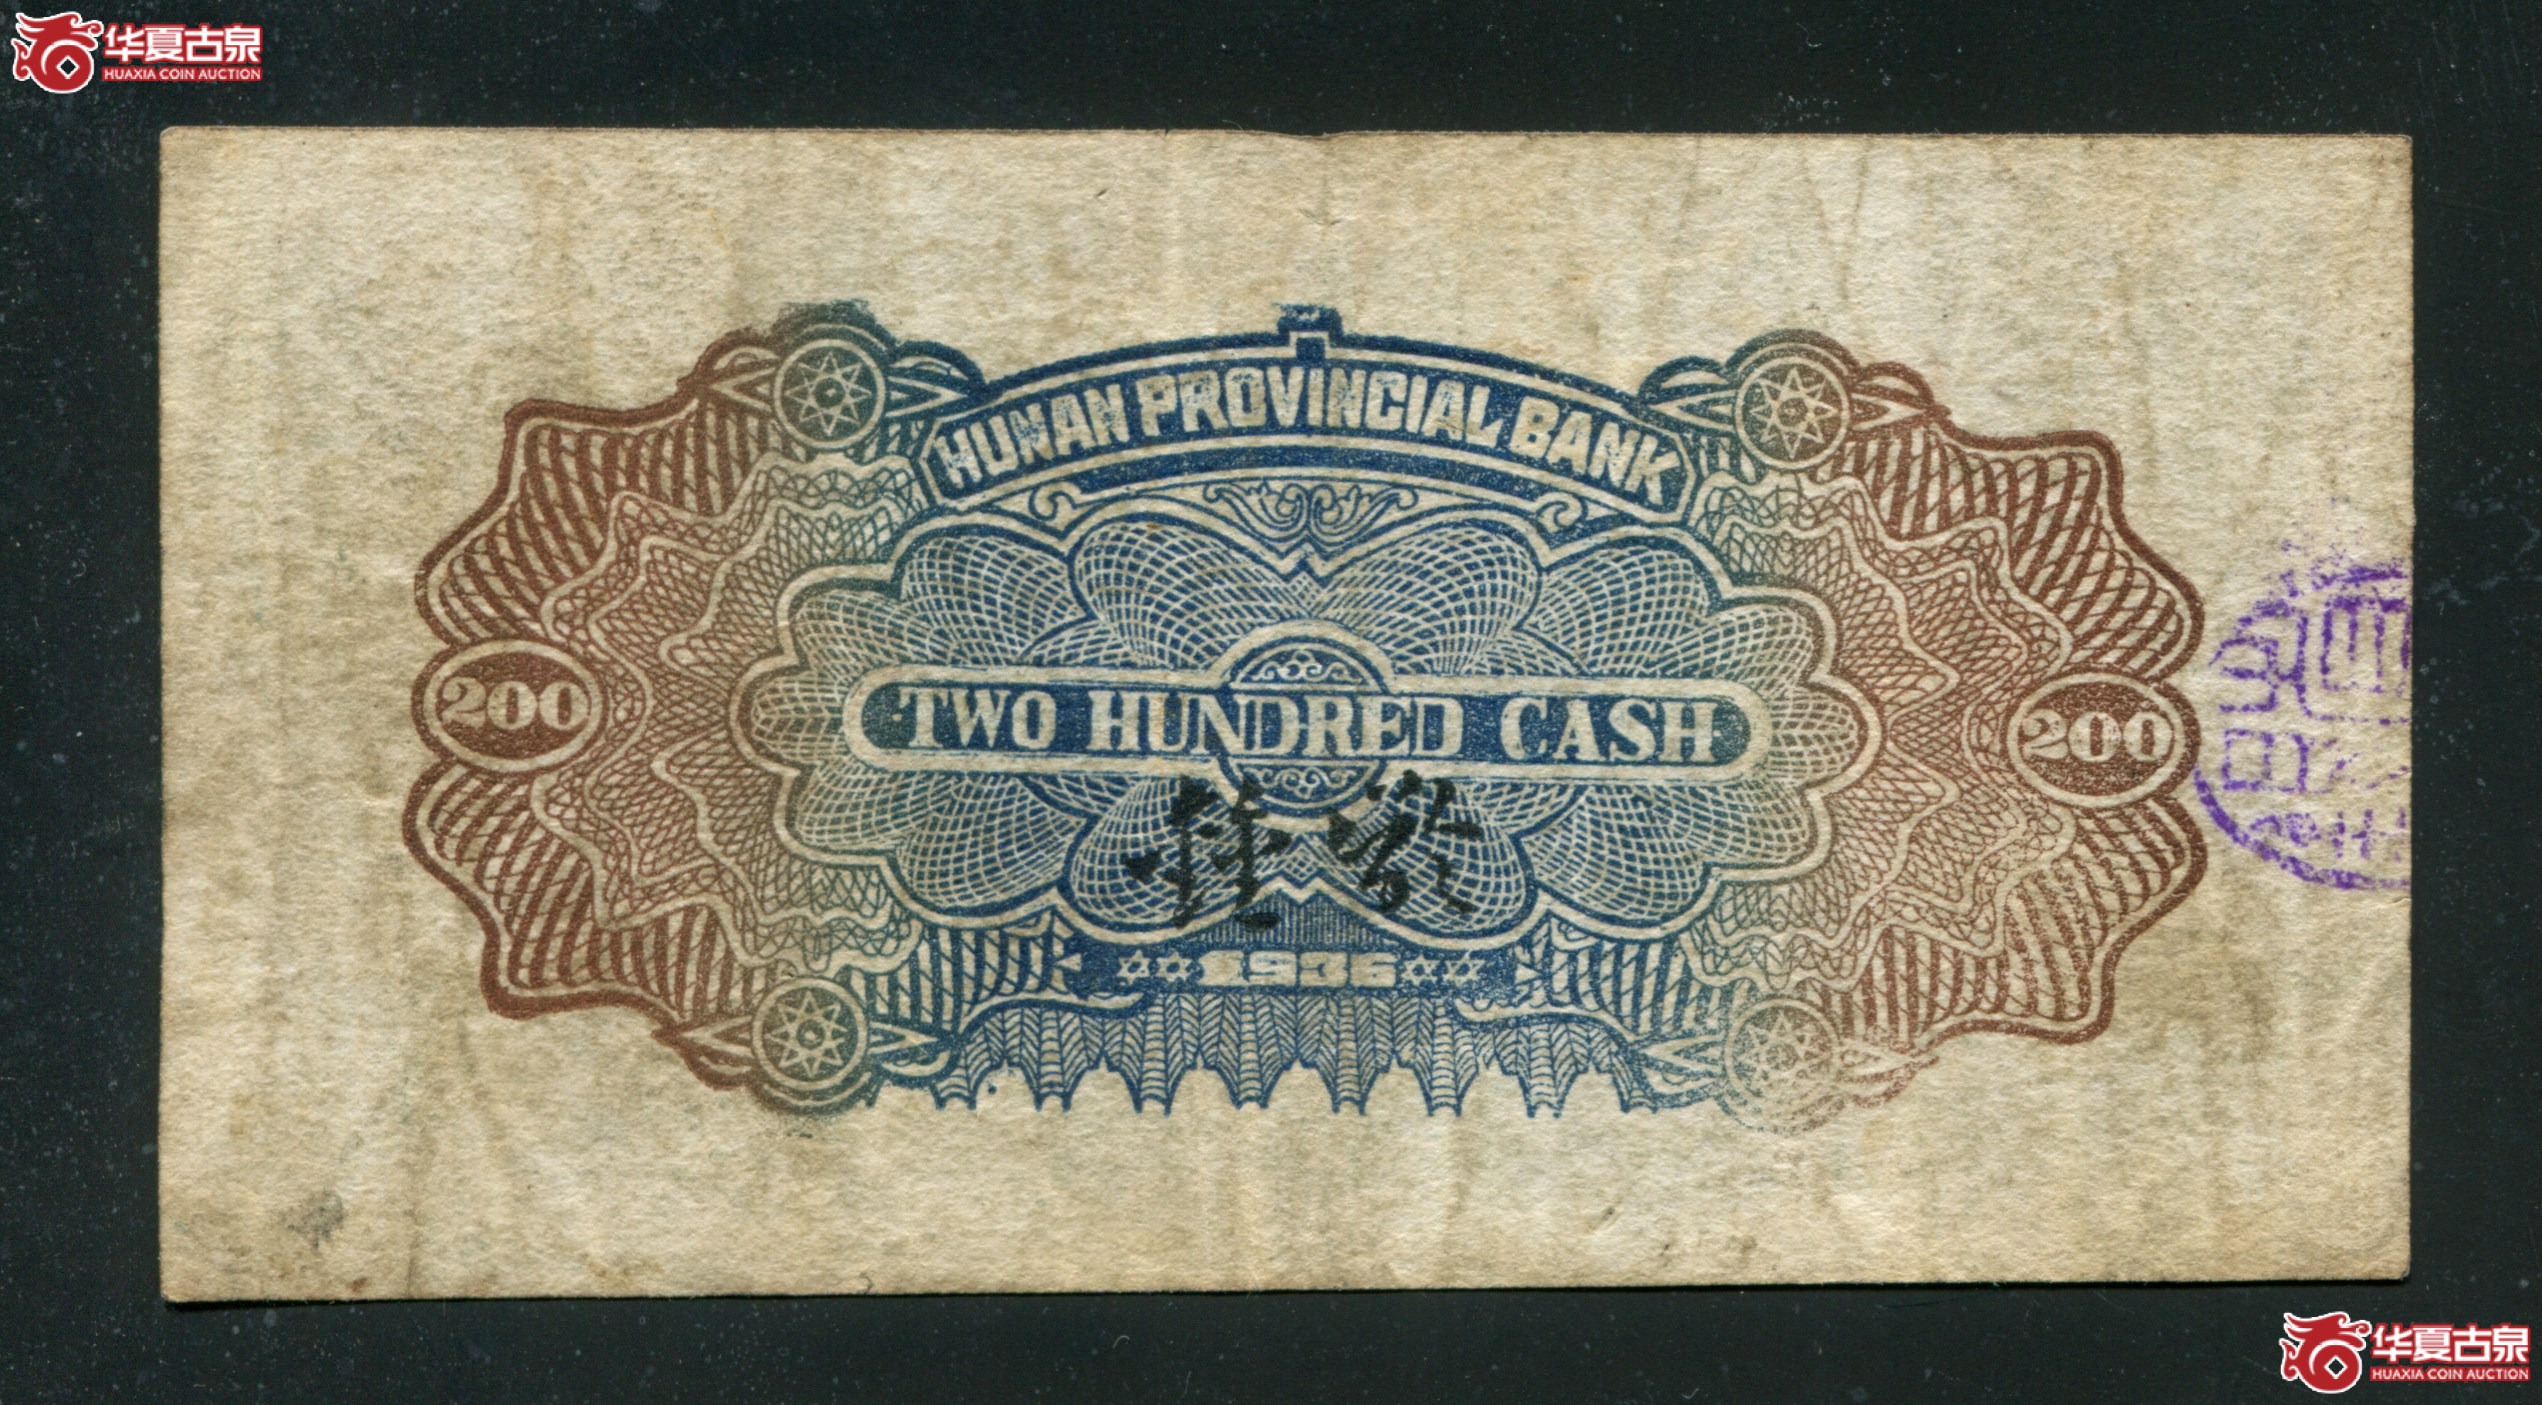 华夏古泉
HUAXIA COIN AUCTION
HUNAN PROVINCIAL BANK
200 TWO HUNDRED CASH 200
1936
华夏古泉
HUAXIA COIN AUCTION